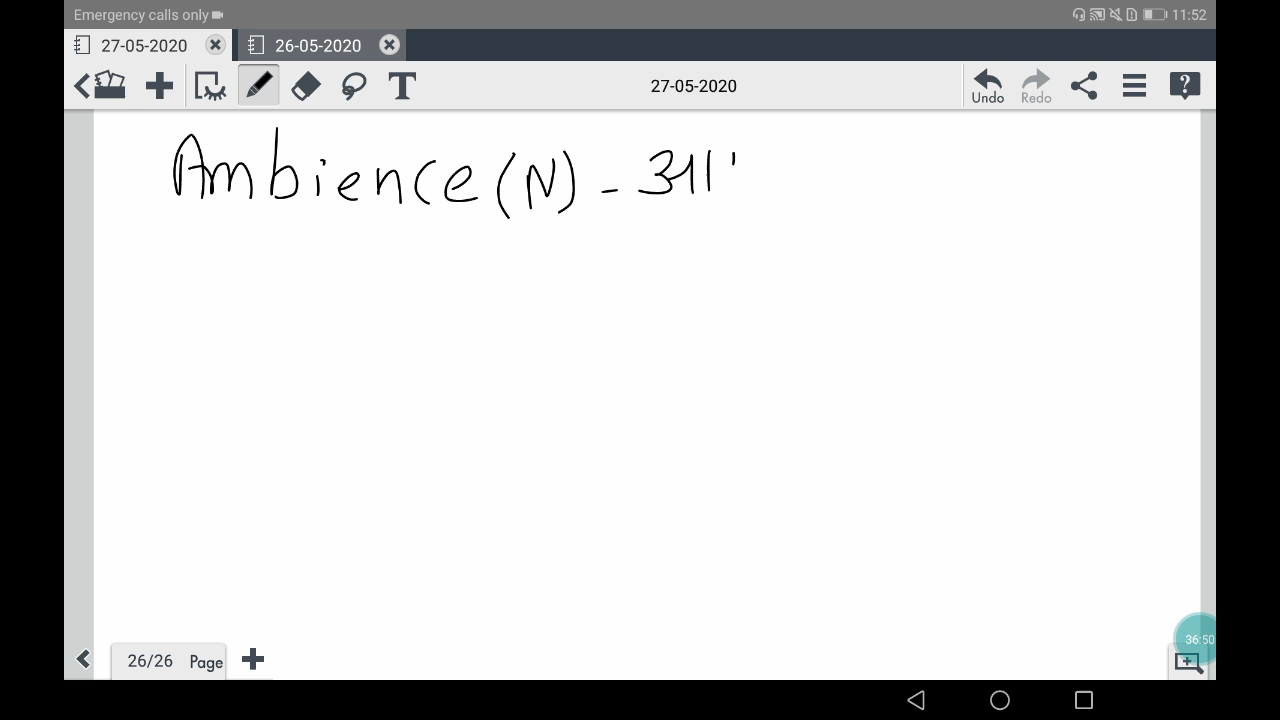 Emergency calls only 11:52
27-05-2020 26-05-2020
T 27-05-2020 Undo Redo ?
Ambience (N) -
26/26 Page
36:50